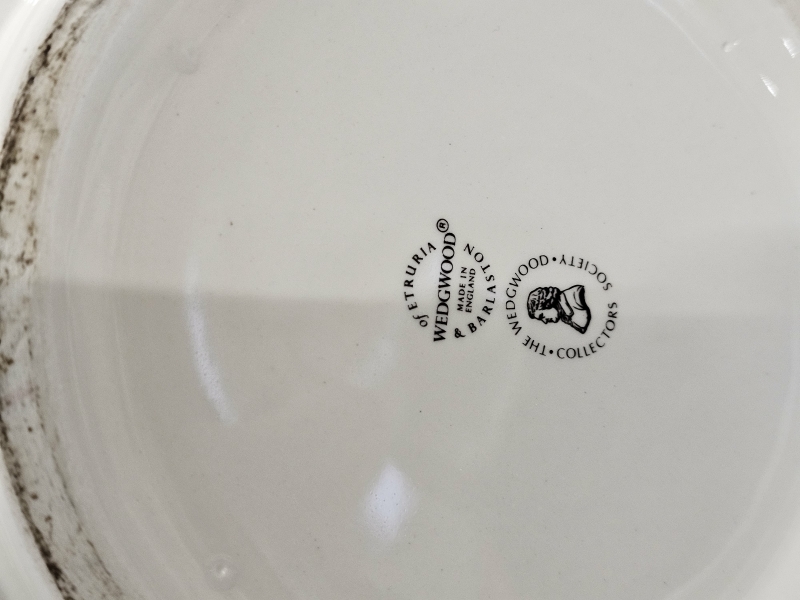 of ETRURIA
WEDGWOOD®
MADE IN
ENGLAND
& BARLASTON
THE WEDGWOOD • SOCIETY
• COLLECTORS